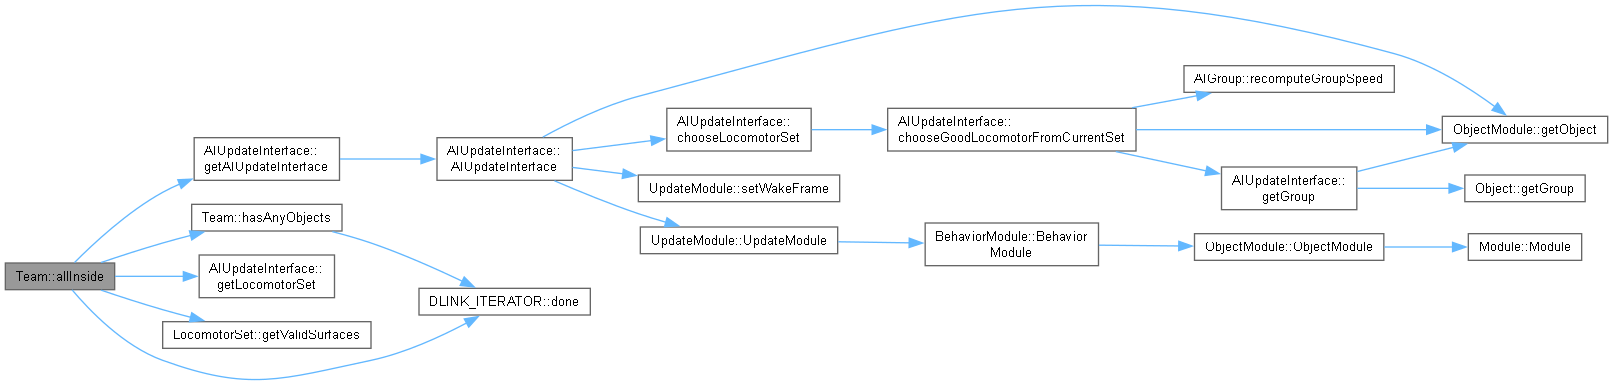 Team::allInside
AIUpdateInterface::
getAIUpdateInterface
Team::hasAnyObjects
AIUpdateInterface::
getLocomotorSet
LocomotorSet::getValidSurfaces
AIUpdateInterface::
AIUpdateInterface
DLINK_ITERATOR::done
AIUpdateInterface::
chooseLocomotorSet
UpdateModule::setWakeFrame
UpdateModule::UpdateModule
AIUpdateInterface::
chooseGoodLocomotorFromCurrentSet
BehaviorModule::Behavior
Module
AIGroup::recomputeGroupSpeed
AIUpdateInterface::
getGroup
ObjectModule::ObjectModule
ObjectModule::getObject
Object::getGroup
Module::Module